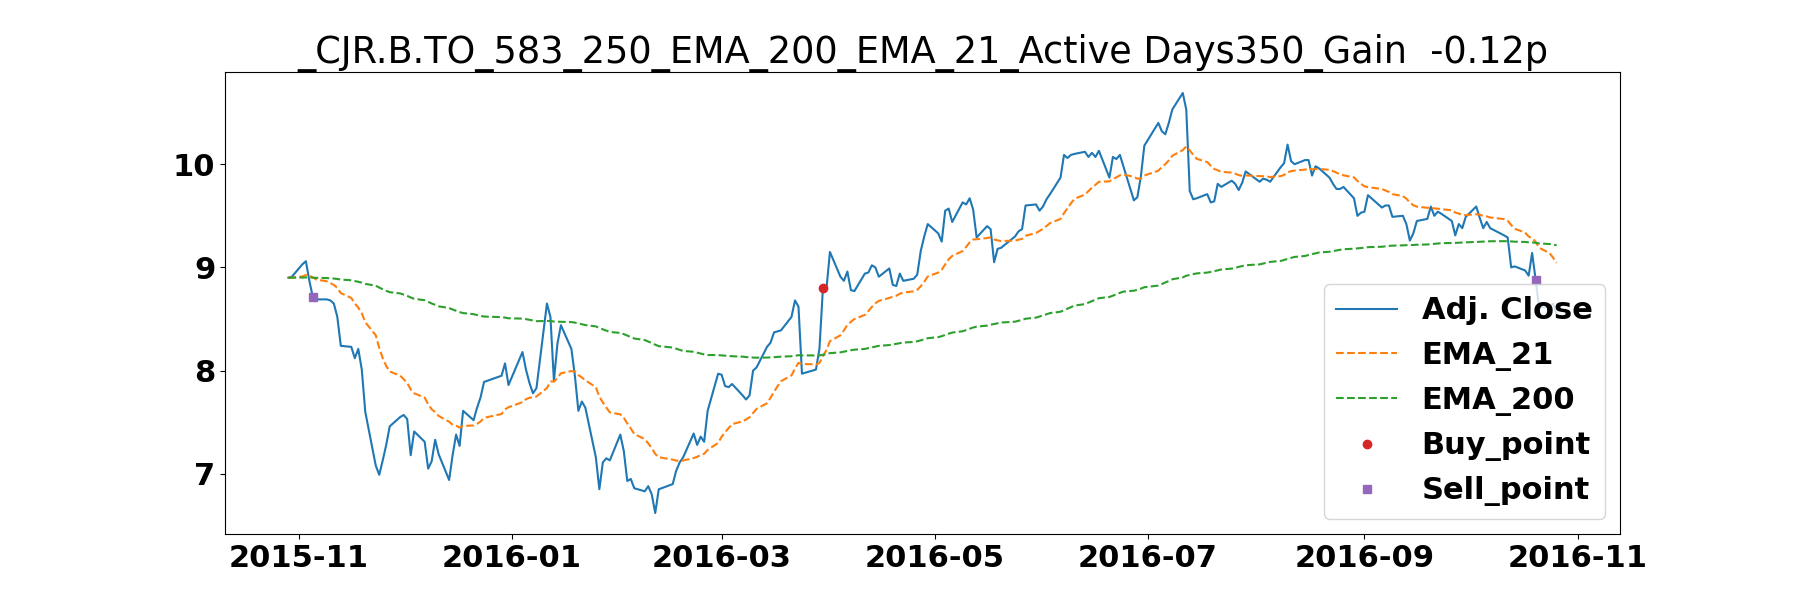 _CJR.B.TO_583_250_EMA_200_EMA_21_Active Days350_Gain  -0.12p
10
9
8
7
Adj. Close
EMA_21
EMA_200
Buy_point
Sell_point
2015-11 2016-01 2016-03 2016-05 2016-07 2016-09 2016-11